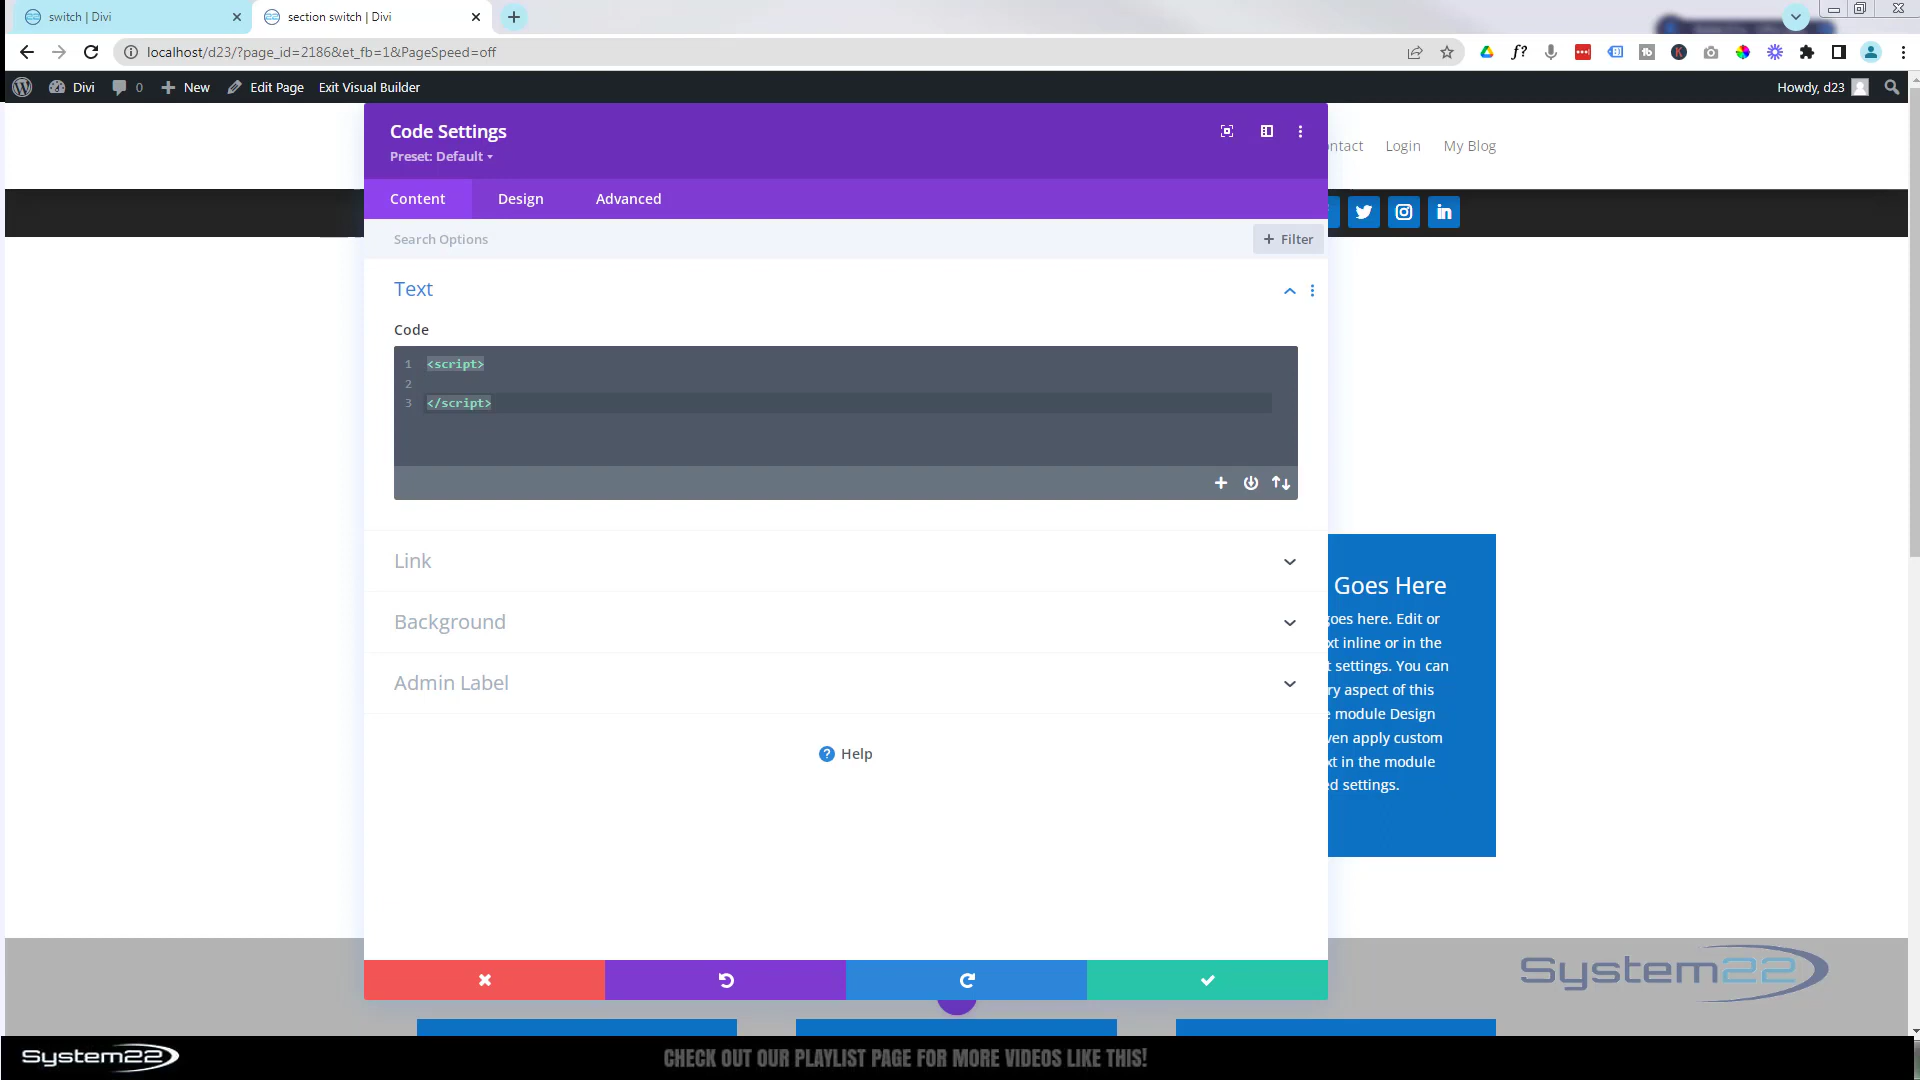 switch | Divi
section switch | Divi
localhost/d23/?page_id=2186&et_fb=1&PageSpeed=off
Divi
0
New
Edit Page
Exit Visual Builder
Howdy, d23
Code Settings
Preset: Default
ntact
Login
My Blog
Content
Design
Advanced
Search Options
+ Filter
Text
Code
1 <script>
2
3 </script>
Link
Background
Admin Label
Help
Goes Here
goes here. Edit or
xt inline or in the
t settings. You can
ry aspect of this
e module Design
ven apply custom
xt in the module
ed settings.
System22
System22
CHECK OUT OUR PLAYLIST PAGE FOR MORE VIDEOS LIKE THIS!